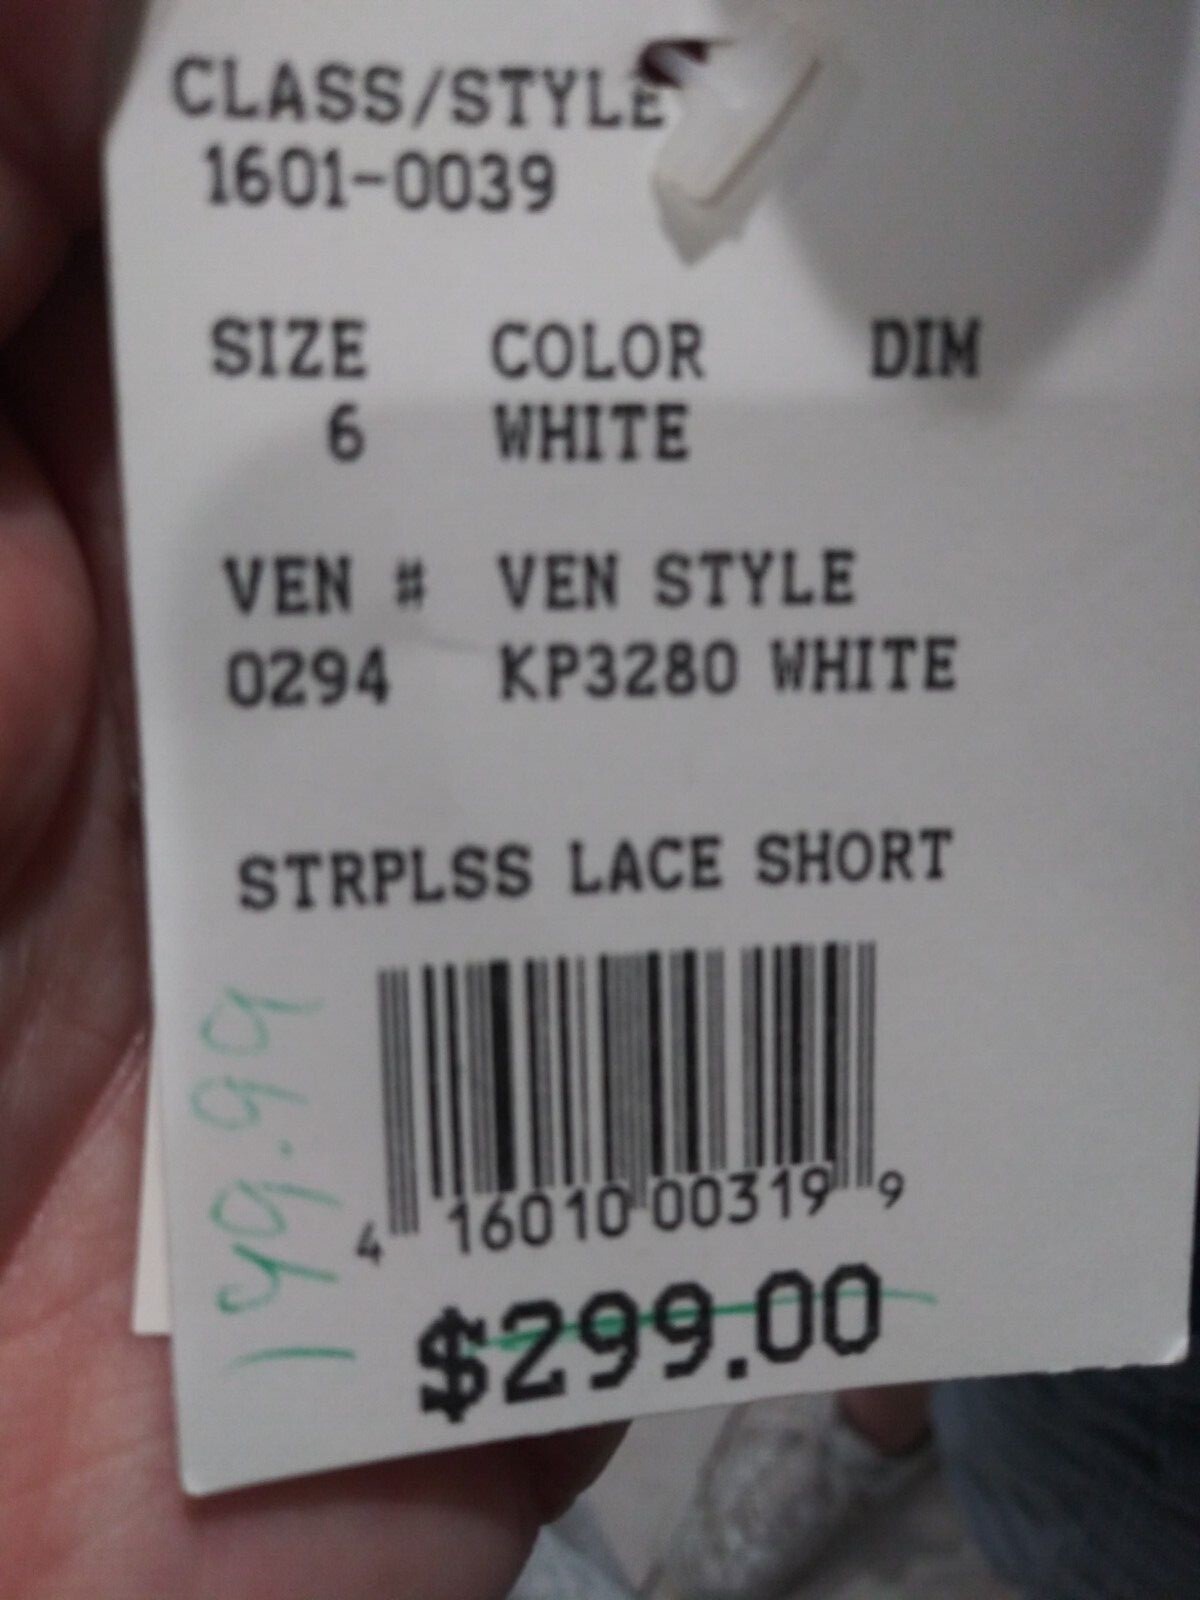 CLASS/STYLE
1601-0039
SIZE COLOR DIM
6 WHITE
VEN # VEN STYLE
0294 KP3280 WHITE
STRPLSS LACE SHORT
4 16010 00319 9
149.99
$299.00